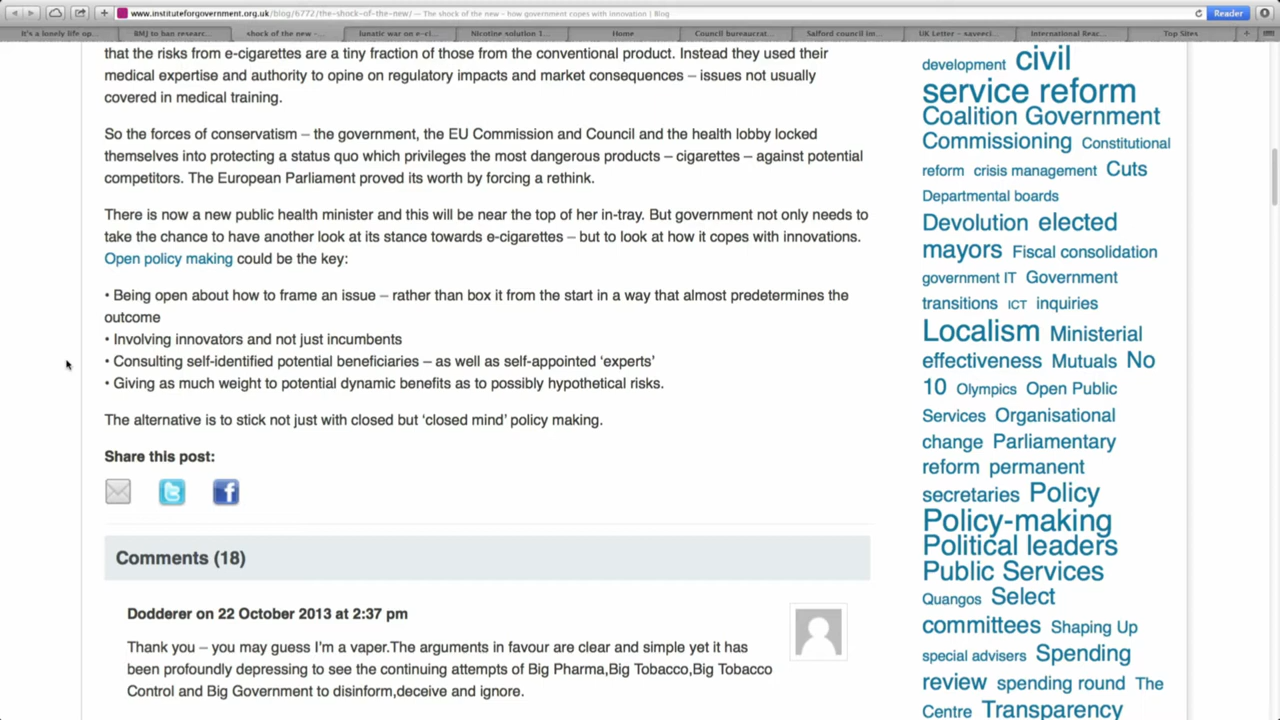 www.instituteforgovernment.org.uk/blog/6772/the-shock-of-the-new/ — The shock of the new – how government copes with innovation | Blog
Reader
It's a lonely life op...
BMJ to ban researc...
shock of the new -...
lunatic war on e-ci...
Nicotine solution 1...
Home
Council bureaucrat...
Salford council im...
UK Letter – saveeci...
International Reac...
Top Sites
that the risks from e-cigarettes are a tiny fraction of those from the conventional product. Instead they used their
medical expertise and authority to opine on regulatory impacts and market consequences – issues not usually
covered in medical training.
So the forces of conservatism – the government, the EU Commission and Council and the health lobby locked
themselves into protecting a status quo which privileges the most dangerous products – cigarettes – against potential
competitors. The European Parliament proved its worth by forcing a rethink.
There is now a new public health minister and this will be near the top of her in-tray. But government not only needs to
take the chance to have another look at its stance towards e-cigarettes – but to look at how it copes with innovations.
Open policy making could be the key:
• Being open about how to frame an issue – rather than box it from the start in a way that almost predetermines the
outcome
• Involving innovators and not just incumbents
• Consulting self-identified potential beneficiaries – as well as self-appointed ‘experts’
• Giving as much weight to potential dynamic benefits as to possibly hypothetical risks.
The alternative is to stick not just with closed but ‘closed mind’ policy making.
Share this post:
Comments (18)
Dodderer on 22 October 2013 at 2:37 pm
Thank you – you may guess I'm a vaper.The arguments in favour are clear and simple yet it has
been profoundly depressing to see the continuing attempts of Big Pharma,Big Tobacco,Big Tobacco
Control and Big Government to disinform,deceive and ignore.
development civil
service reform
Coalition Government
Commissioning Constitutional
reform crisis management Cuts
Departmental boards
Devolution elected
mayors Fiscal consolidation
government IT Government
transitions ICT inquiries
Localism Ministerial
effectiveness Mutuals No
10 Olympics Open Public
Services Organisational
change Parliamentary
reform permanent
secretaries Policy
Policy-making
Political leaders
Public Services
Quangos Select
committees Shaping Up
special advisers Spending
review spending round The
Centre Transparency